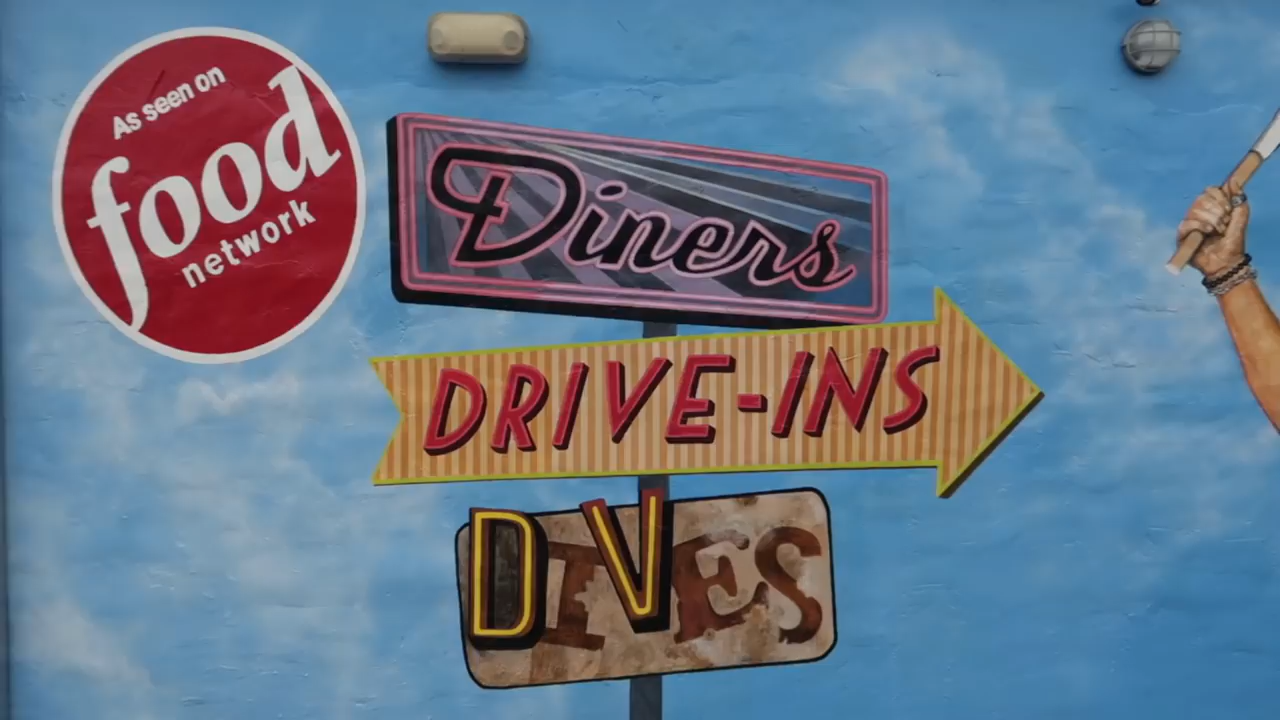 As seen on
food
network
Diners
DRIVE-INS
DIVES